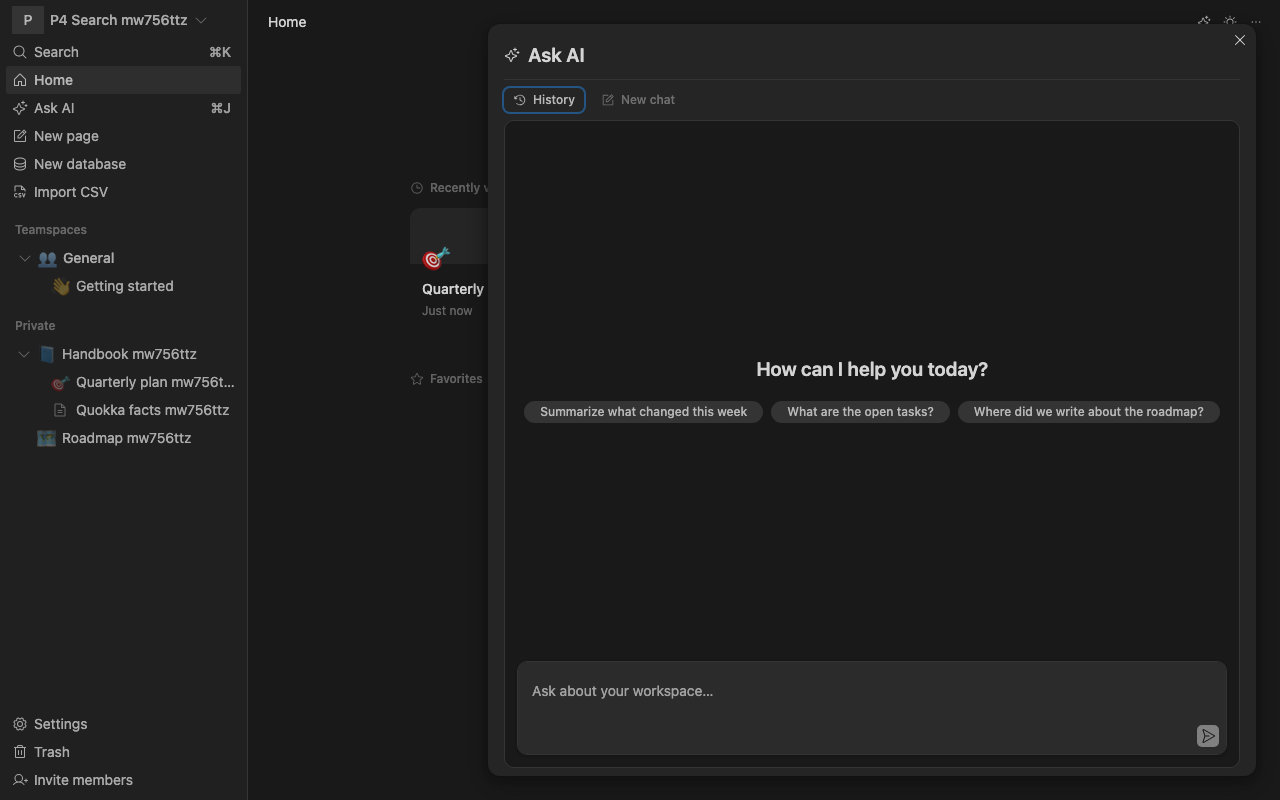 P P4 Search mw756ttz
Search ⌘K
Home
Ask AI ⌘J
New page
New database
CSV Import CSV
Teamspaces
General
Getting started
Private
Handbook mw756ttz
Quarterly plan mw756t...
Quokka facts mw756ttz
Roadmap mw756ttz
Settings
Trash
Invite members
Home
Recently v
Quarterly
Just now
Favorites
Ask AI
History New chat
How can I help you today?
Summarize what changed this week What are the open tasks? Where did we write about the roadmap?
Ask about your workspace...